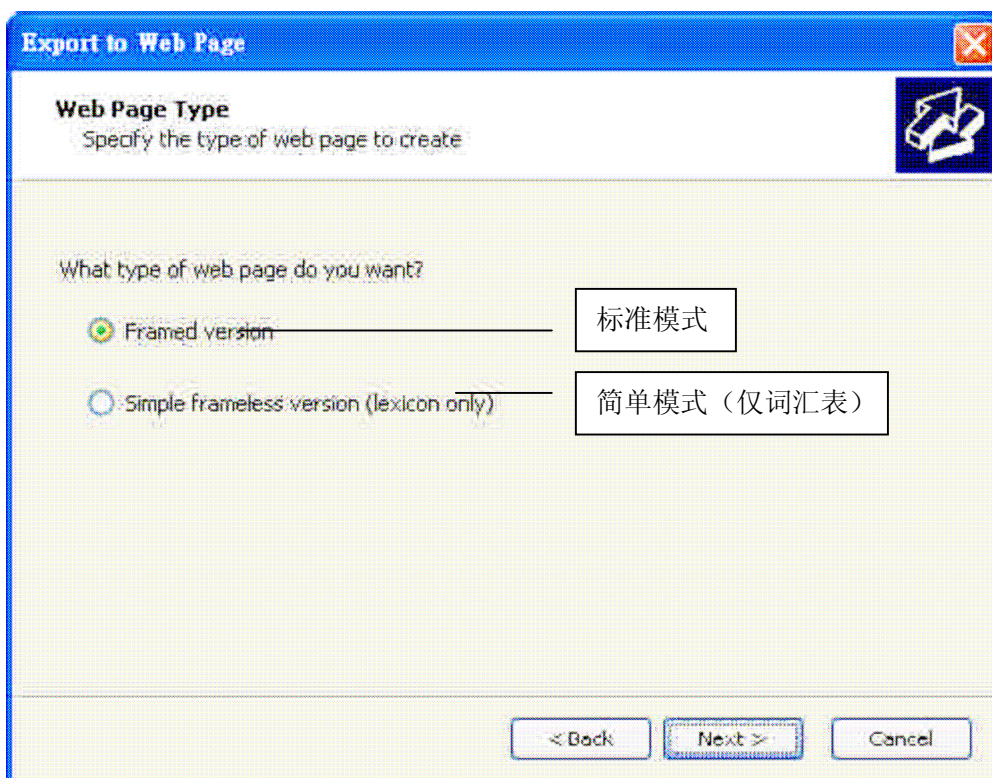 Export to Web Page
Web Page Type
Specify the type of web page to create
What type of web page do you want?
Framed version
标准模式
Simple frameless version (lexicon only)
简单模式（仅词汇表）
< Back
Next >
Cancel